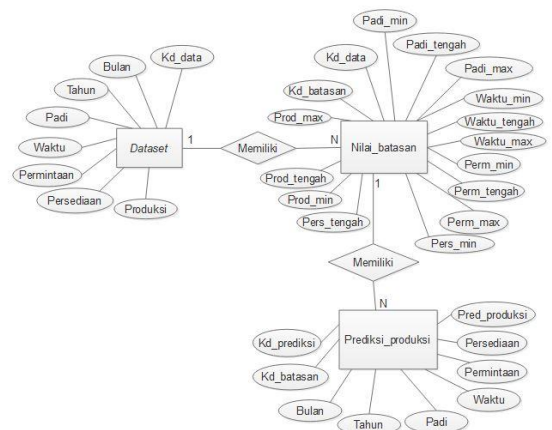 Padi_min
Padi_tengah
Kd_data
Bulan
Kd_data
Padi_max
Tahun
Kd_batasan
Waktu_min
Padi
Prod_max
Waktu_tengah
Waktu
Dataset
1
Memiliki
N
Nilai_batasan
Waktu_max
Perm_min
Permintaan
Prod_tengah
1
Perm_tengah
Persediaan
Produksi
Prod_min
Perm_max
Pers_tengah
Pers_min
Memiliki
N
Pred_produksi
Kd_prediksi
Prediksi_produksi
Persediaan
Kd_batasan
Permintaan
Waktu
Bulan
Tahun
Padi